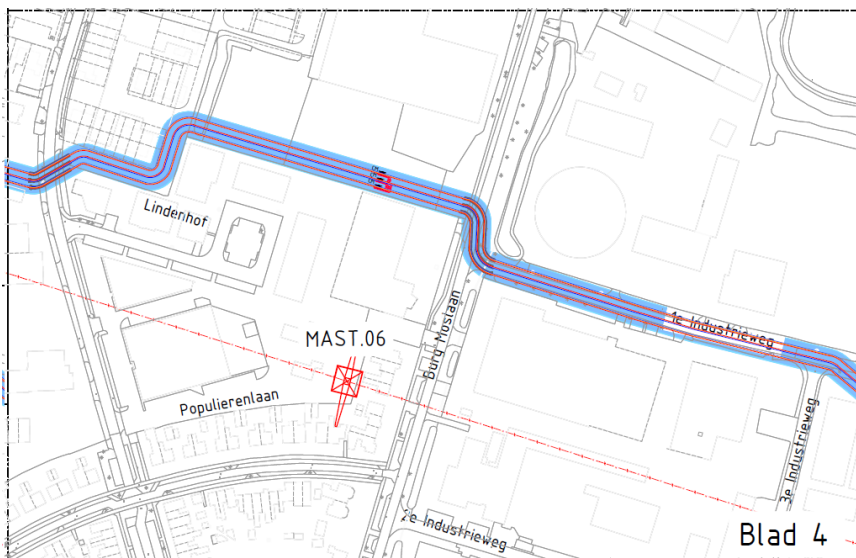 Lindenhof
MAST.06
Burg Moslaan
1e Industrieweg
Populierenlaan
3e Industrieweg
2e Industrieweg
Blad 4